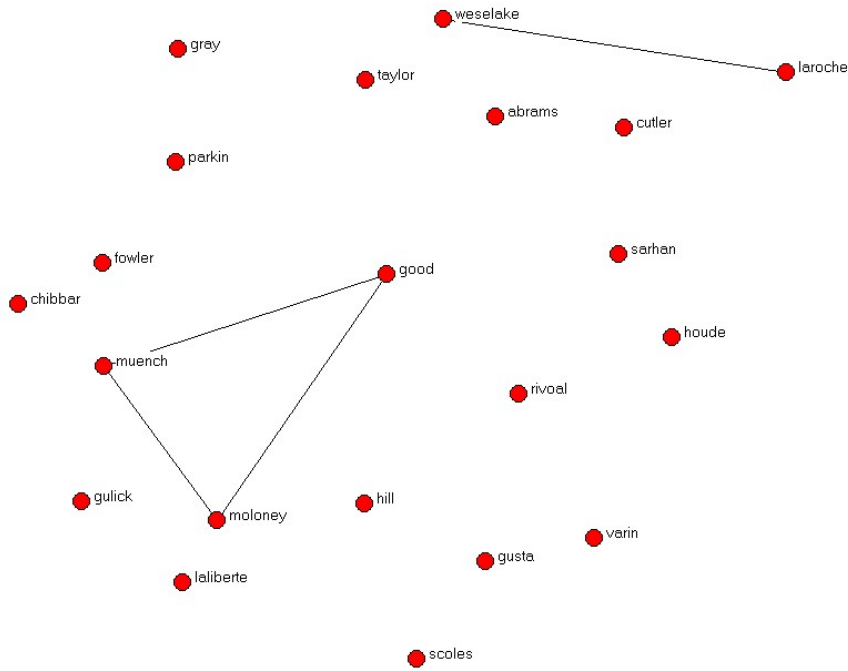 weselake
gray
laroche
taylor
abrams
cutler
parkin
sarhan
fowler
good
chibbar
houde
muench
rivoal
gulick
hill
moloney
varin
gusta
laliberte
scoles